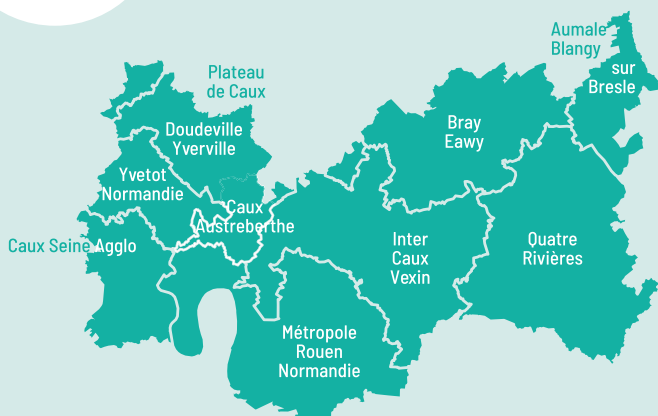 Aumale
Blangy
sur
Bresle
Plateau
de Caux
Doudeville
Yverville
Bray
Eawy
Yvetot
Normandie
Caux
Austreberthe
Caux Seine Agglo
Inter
Caux
Vexin
Quatre
Rivières
Métropole
Rouen
Normandie